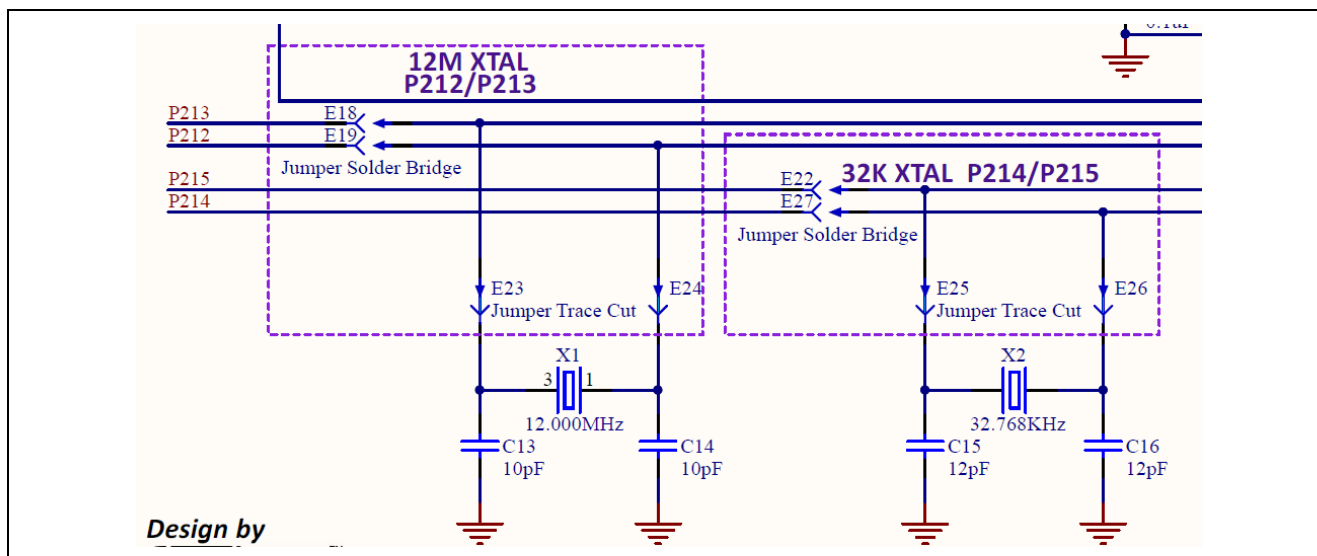 0.1uF
12M XTAL
P212/P213
P213
E18
P212
E19
Jumper Solder Bridge
32K XTAL P214/P215
P215
E22
P214
E27
Jumper Solder Bridge
E23
E24
E25
E26
Jumper Trace Cut
Jumper Trace Cut
X1
X2
3
1
12.000MHz
32.768KHz
C13
C14
C15
C16
10pF
10pF
12pF
12pF
Design by